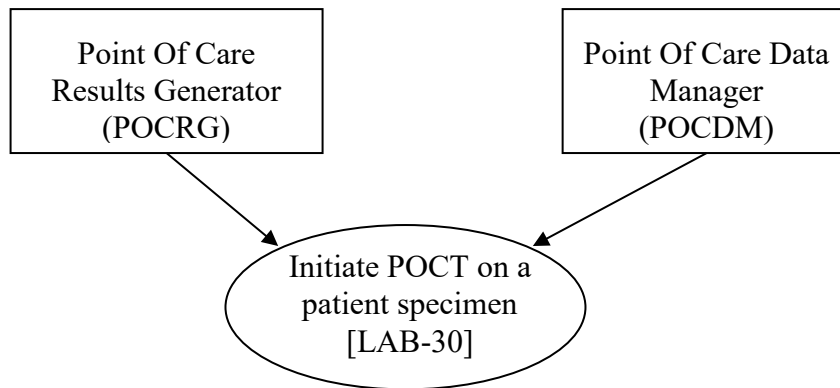 Point Of Care
Results Generator
(POCRG)
Point Of Care Data
Manager
(POCDM)
Initiate POCT on a
patient specimen
[LAB-30]